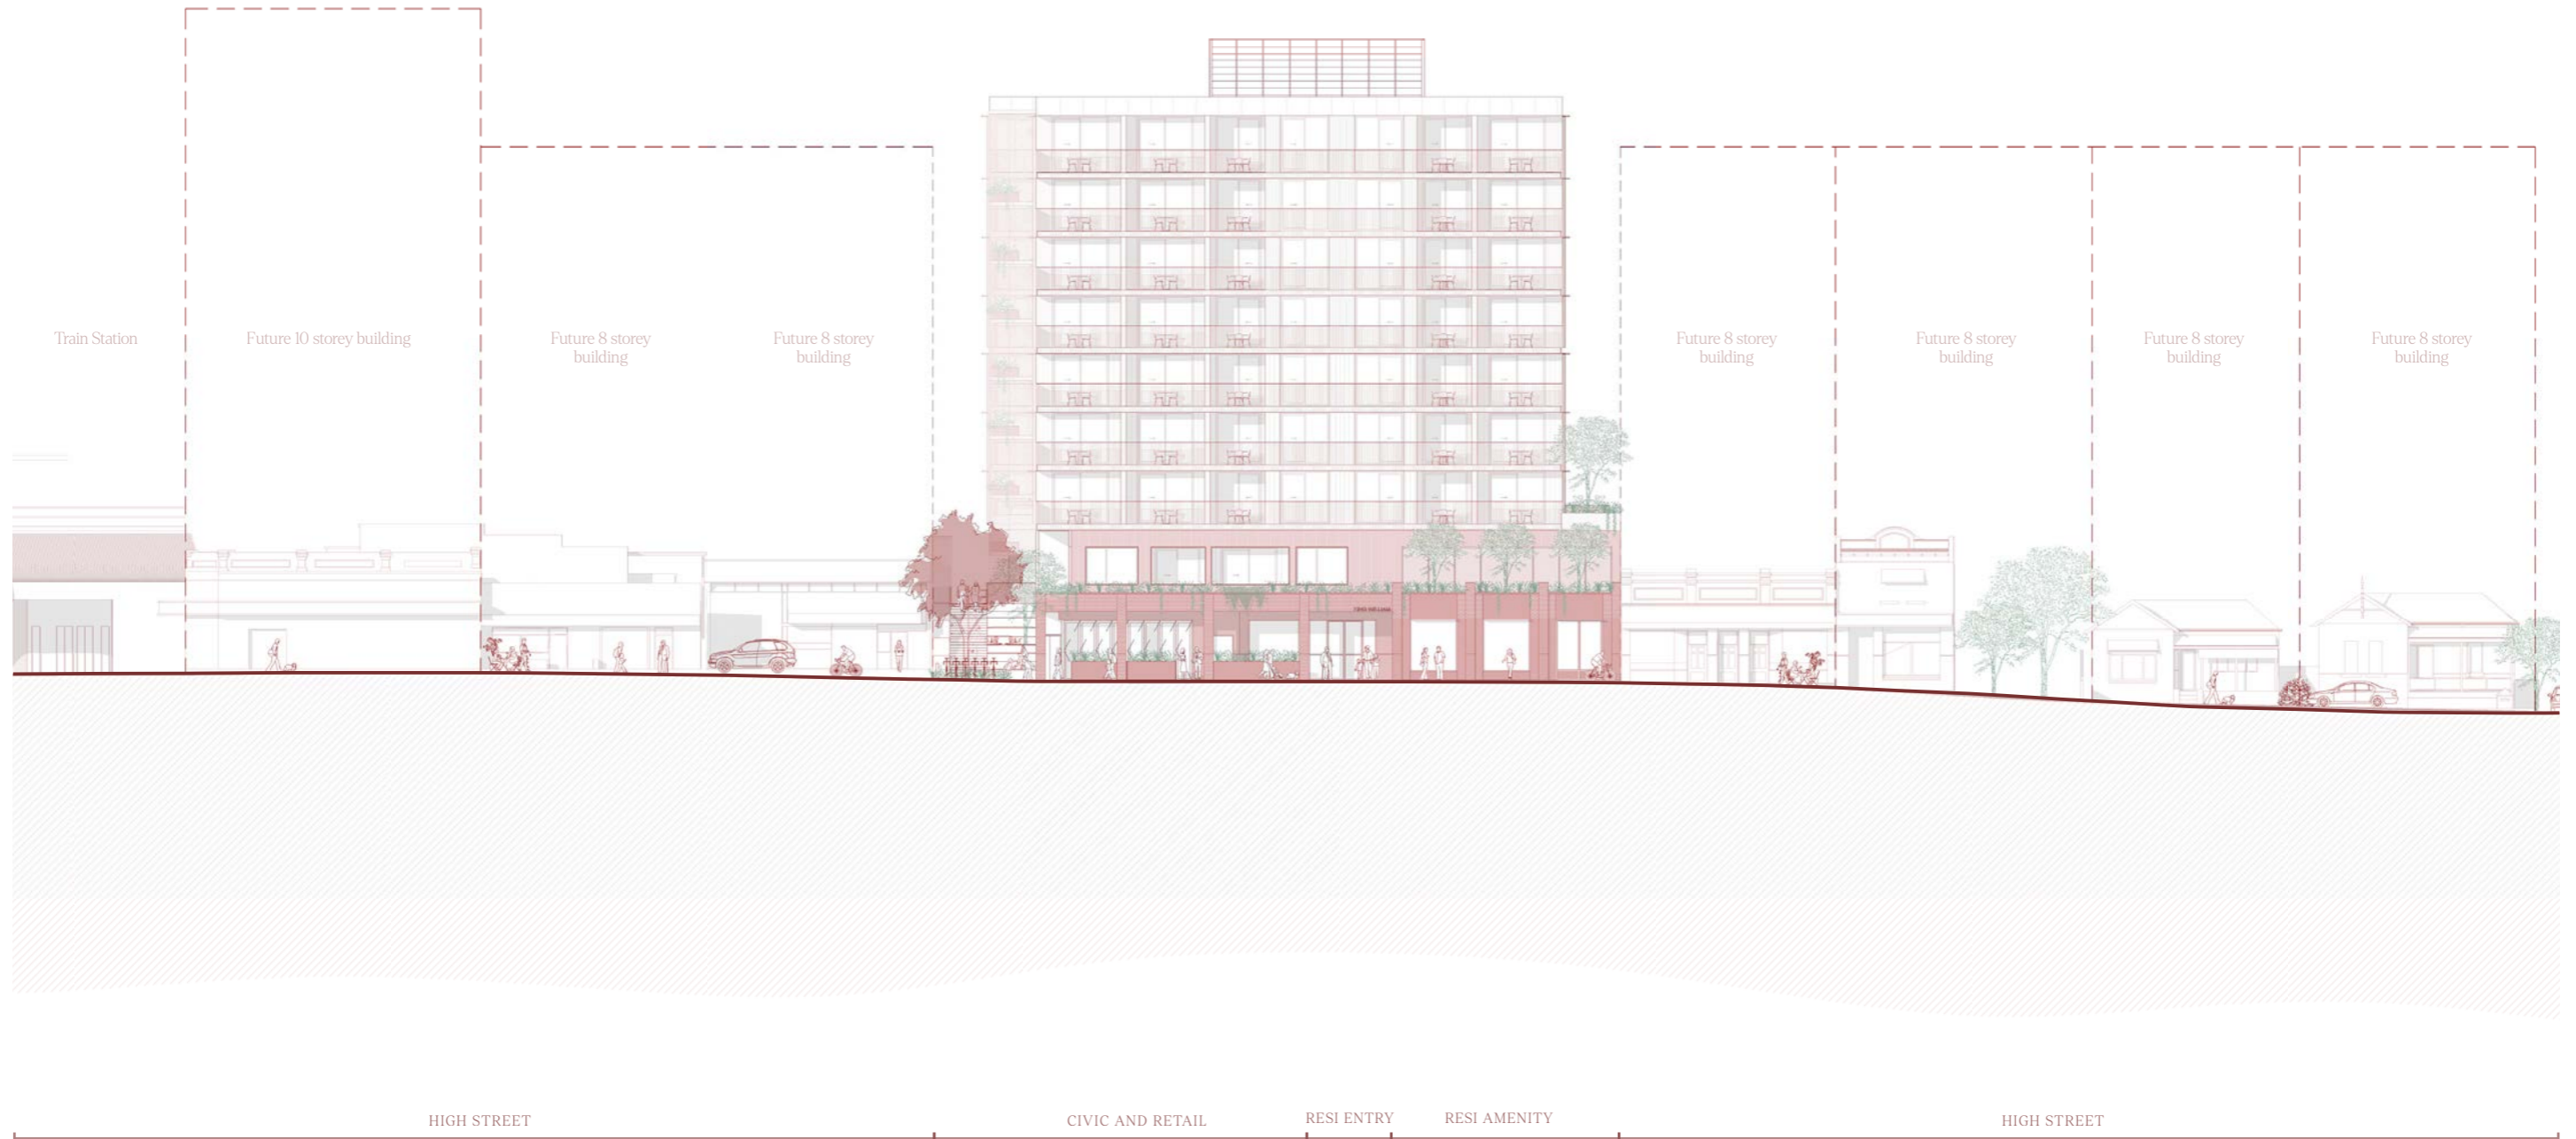 Train Station
Future 10 storey building
Future 8 storey
building
Future 8 storey
building
Future 8 storey
building
Future 8 storey
building
Future 8 storey
building
Future 8 storey
building
HIGH STREET
CIVIC AND RETAIL
RESI ENTRY
RESI AMENITY
HIGH STREET